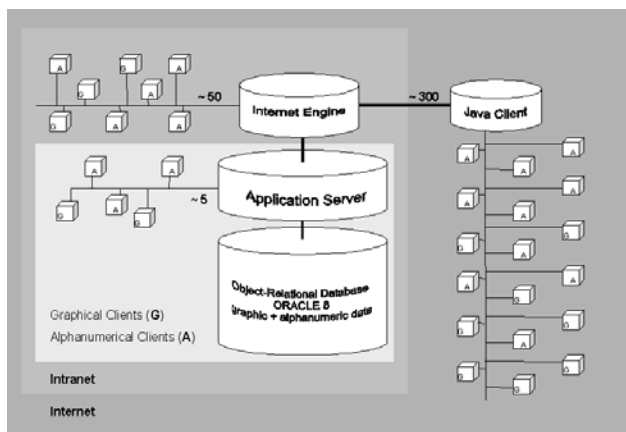 A G A
G A
~ 50
Internet Engine
~ 300
Java Client
G A A
A A
~ 5
G A G
Application Server
Object-Relational Database
ORACLE 8
graphic + alphanumeric data
Graphical Clients (G)
Alphanumerical Clients (A)
Intranet
Internet
A A
A
A A
A
G G
A
A A
A
G G
A
G G
G